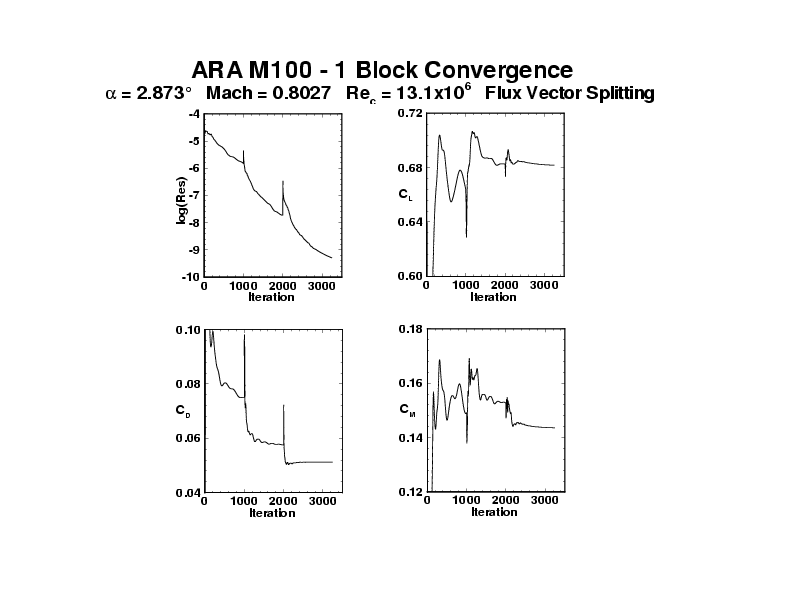 ARA M100 - 1 Block Convergence
α = 2.873° Mach = 0.8027 Re_c = 13.1x10^6 Flux Vector Splitting
-4
-5
-6
-7
-8
-9
-10
log(Res)
0 1000 2000 3000
Iteration
0.72
0.68
0.64
0.60
C_L
0 1000 2000 3000
Iteration
0.10
0.08
0.06
0.04
C_D
0 1000 2000 3000
Iteration
0.18
0.16
0.14
0.12
C_M
0 1000 2000 3000
Iteration